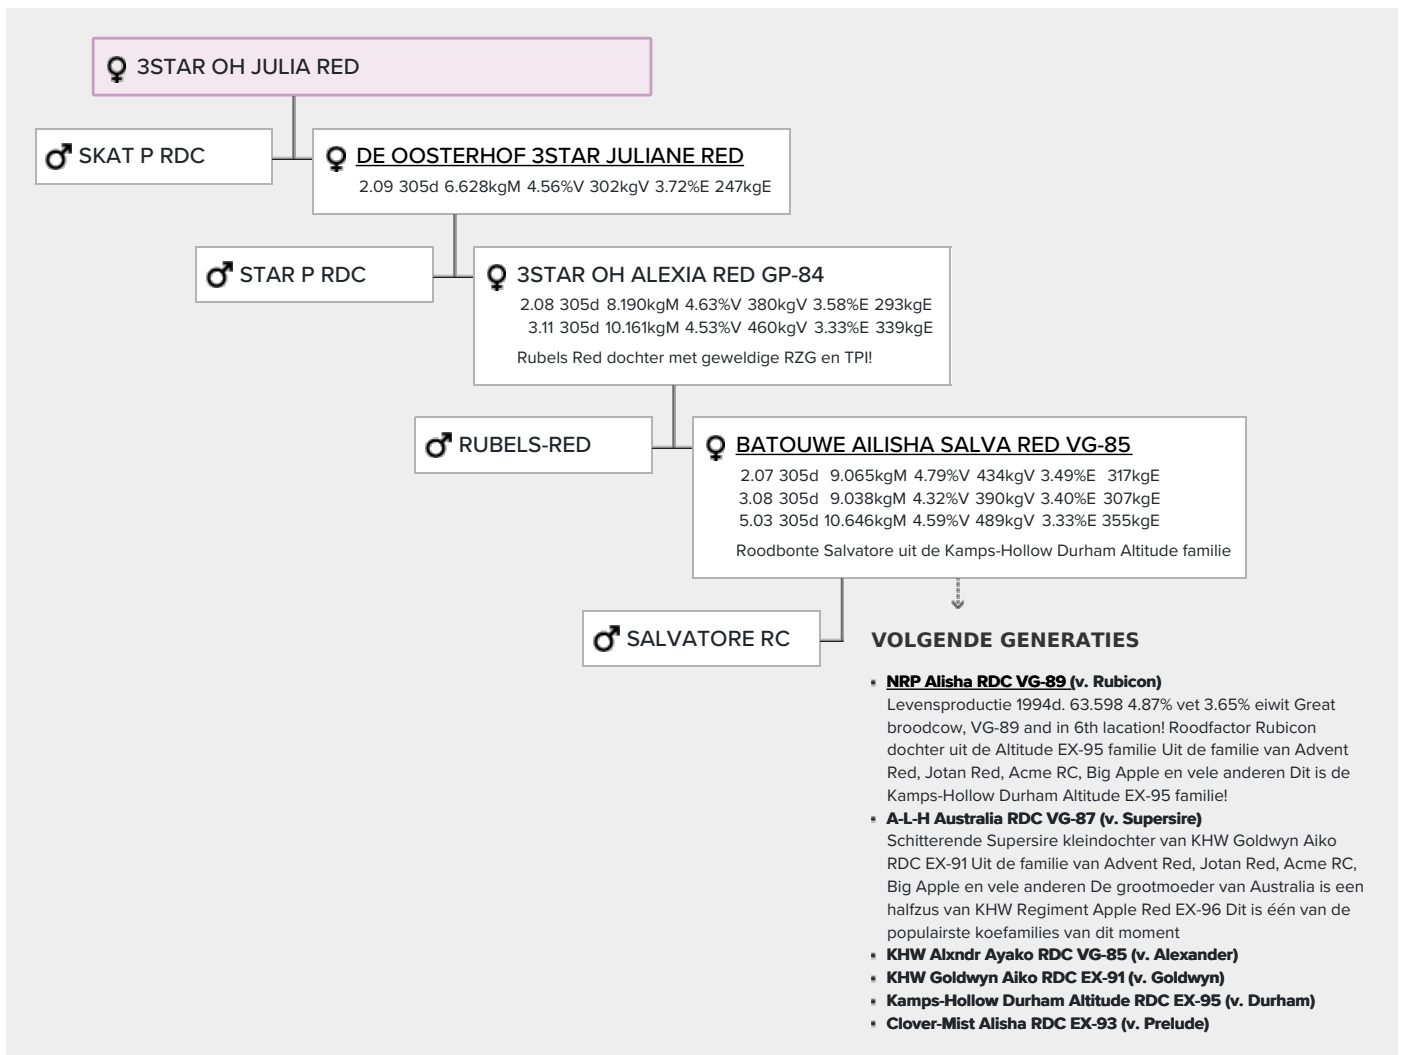 3STAR OH JULIA RED
SKAT P RDC
DE OOSTERHOF 3STAR JULIANE RED
2.09 305d 6.628kgM 4.56%V 302kgV 3.72%E 247kgE
STAR P RDC
3STAR OH ALEXIA RED GP-84
2.08 305d 8.190kgM 4.63%V 380kgV 3.58%E 293kgE
3.11 305d 10.161kgM 4.53%V 460kgV 3.33%E 339kgE
Rubels Red dochter met geweldige RZG en TPI!
RUBELS-RED
BATOUWE AILISHA SALVA RED VG-85
2.07 305d 9.065kgM 4.79%V 434kgV 3.49%E 317kgE
3.08 305d 9.038kgM 4.32%V 390kgV 3.40%E 307kgE
5.03 305d 10.646kgM 4.59%V 489kgV 3.33%E 355kgE
Roodbonte Salvatore uit de Kamps-Hollow Durham Altitude familie
SALVATORE RC
VOLGENDE GENERATIES
NRP Alisha RDC VG-89 (v. Rubicon)
Levensproductie 1994d. 63.598 4.87% vet 3.65% eiwit Great
broodcow, VG-89 and in 6th lacation! Roodfactor Rubicon
dochter uit de Altitude EX-95 familie Uit de familie van Advent
Red, Jotan Red, Acme RC, Big Apple en vele anderen Dit is de
Kamps-Hollow Durham Altitude EX-95 familie!
A-L-H Australia RDC VG-87 (v. Supersire)
Schitterende Supersire kleindochter van KHW Goldwyn Aiko
RDC EX-91 Uit de familie van Advent Red, Jotan Red, Acme RC,
Big Apple en vele anderen De grootmoeder van Australia is een
halfzus van KHW Regiment Apple Red EX-96 Dit is één van de
populairste koefamilies van dit moment
KHW Alxndr Ayako RDC VG-85 (v. Alexander)
KHW Goldwyn Aiko RDC EX-91 (v. Goldwyn)
Kamps-Hollow Durham Altitude RDC EX-95 (v. Durham)
Clover-Mist Alisha RDC EX-93 (v. Prelude)